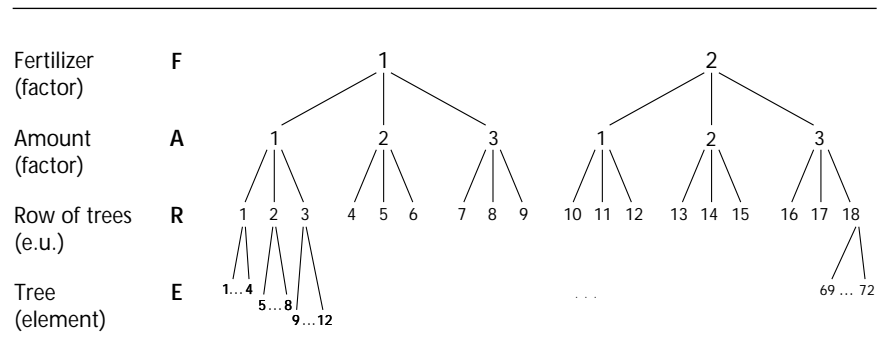 Fertilizer F 1 2
(factor)
Amount A 1 2 3 1 2 3
(factor)
Row of trees R 1 2 3 4 5 6 7 8 9 10 11 12 13 14 15 16 17 18
(e.u.)
Tree E 1...4 5...8 9...12 ... 69 ... 72
(element)